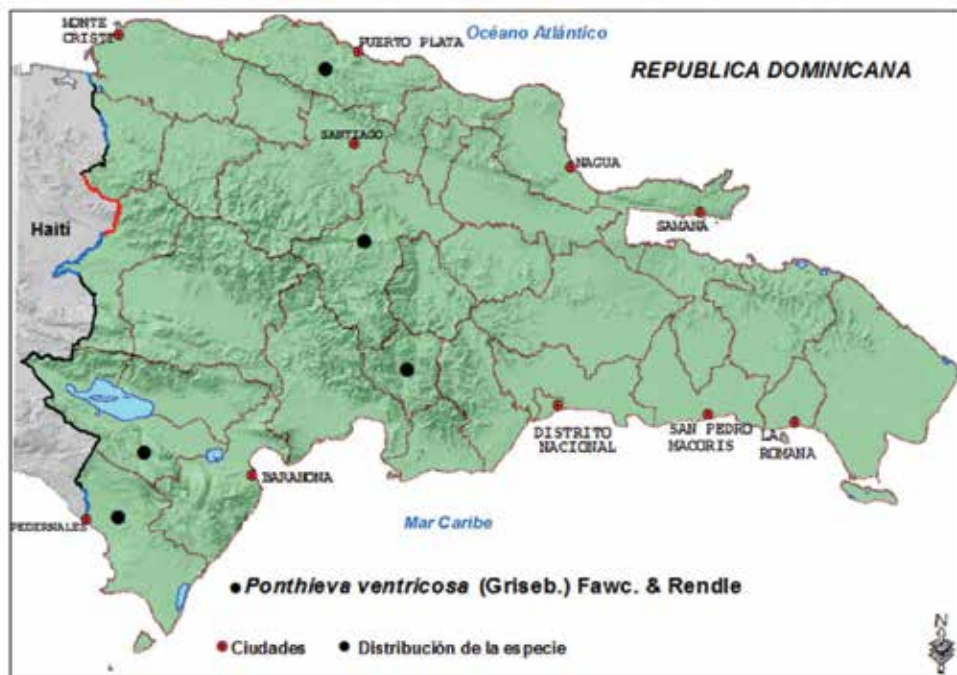 MONTE
CRISTI
PUERTO PLATA
Océano Atlántico
REPUBLICA DOMINICANA
SANTIAGO
NAGUA
SAMANA
Haití
DISTRITO
NACIONAL
SAN PEDRO
MACORIS
LA
ROMANA
BARAHONA
PEDERNALES
Mar Caribe
Ponthieva ventricosa (Griseb.) Fawc. & Rendle
Ciudades
Distribución de la especie
N